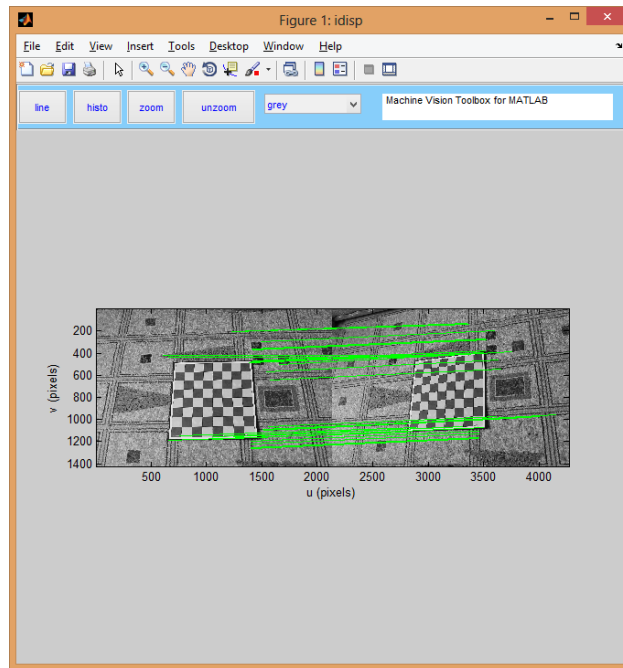 Figure 1: idisp
File Edit View Insert Tools Desktop Window Help
line histo zoom unzoom grey Machine Vision Toolbox for MATLAB
200
400
600
800
1000
1200
1400
v (pixels)
500 1000 1500 2000 2500 3000 3500 4000
u (pixels)